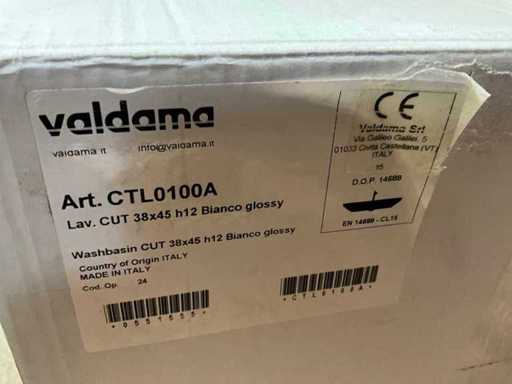 valdama
valdama.it info@valdama.it
Art. CTL0100A
Lav. CUT 38x45 h12 Bianco glossy
Washbasin CUT 38x45 h12 Bianco glossy
Country of Origin ITALY
MADE IN ITALY
Cod. Op. 24
*0551555*
*CTL0100A*
CE
Valdama Srl
Via Galileo Galilei, 5
01033 Civita Castellana (VT)
ITALY
15
D.O.P. 14688
EN 14688 - CL15